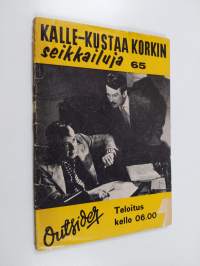 KALLE-KUSTAA KORKIN
seikkailuja 65
Outsider
Teloitus
kello 06.00